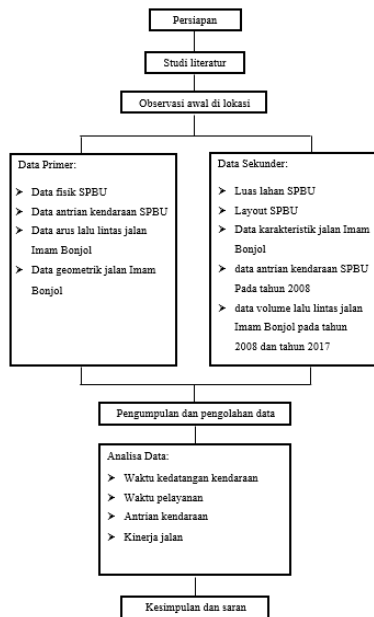 Persiapan
Studi literatur
Observasi awal di lokasi
Data Primer:
➤ Data fisik SPBU
➤ Data antrian kendaraan SPBU
➤ Data arus lalu lintas jalan
Imam Bonjol
➤ Data geometrik jalan Imam
Bonjol
Data Sekunder:
➤ Luas lahan SPBU
➤ Layout SPBU
➤ Data karakteristik jalan Imam
Bonjol
➤ data antrian kendaraan SPBU
Pada tahun 2008
➤ data volume lalu lintas jalan
Imam Bonjol pada tahun
2008 dan tahun 2017
Pengumpulan dan pengolahan data
Analisa Data:
➤ Waktu kedatangan kendaraan
➤ Waktu pelayanan
➤ Antrian kendaraan
➤ Kinerja jalan
Kesimpulan dan saran